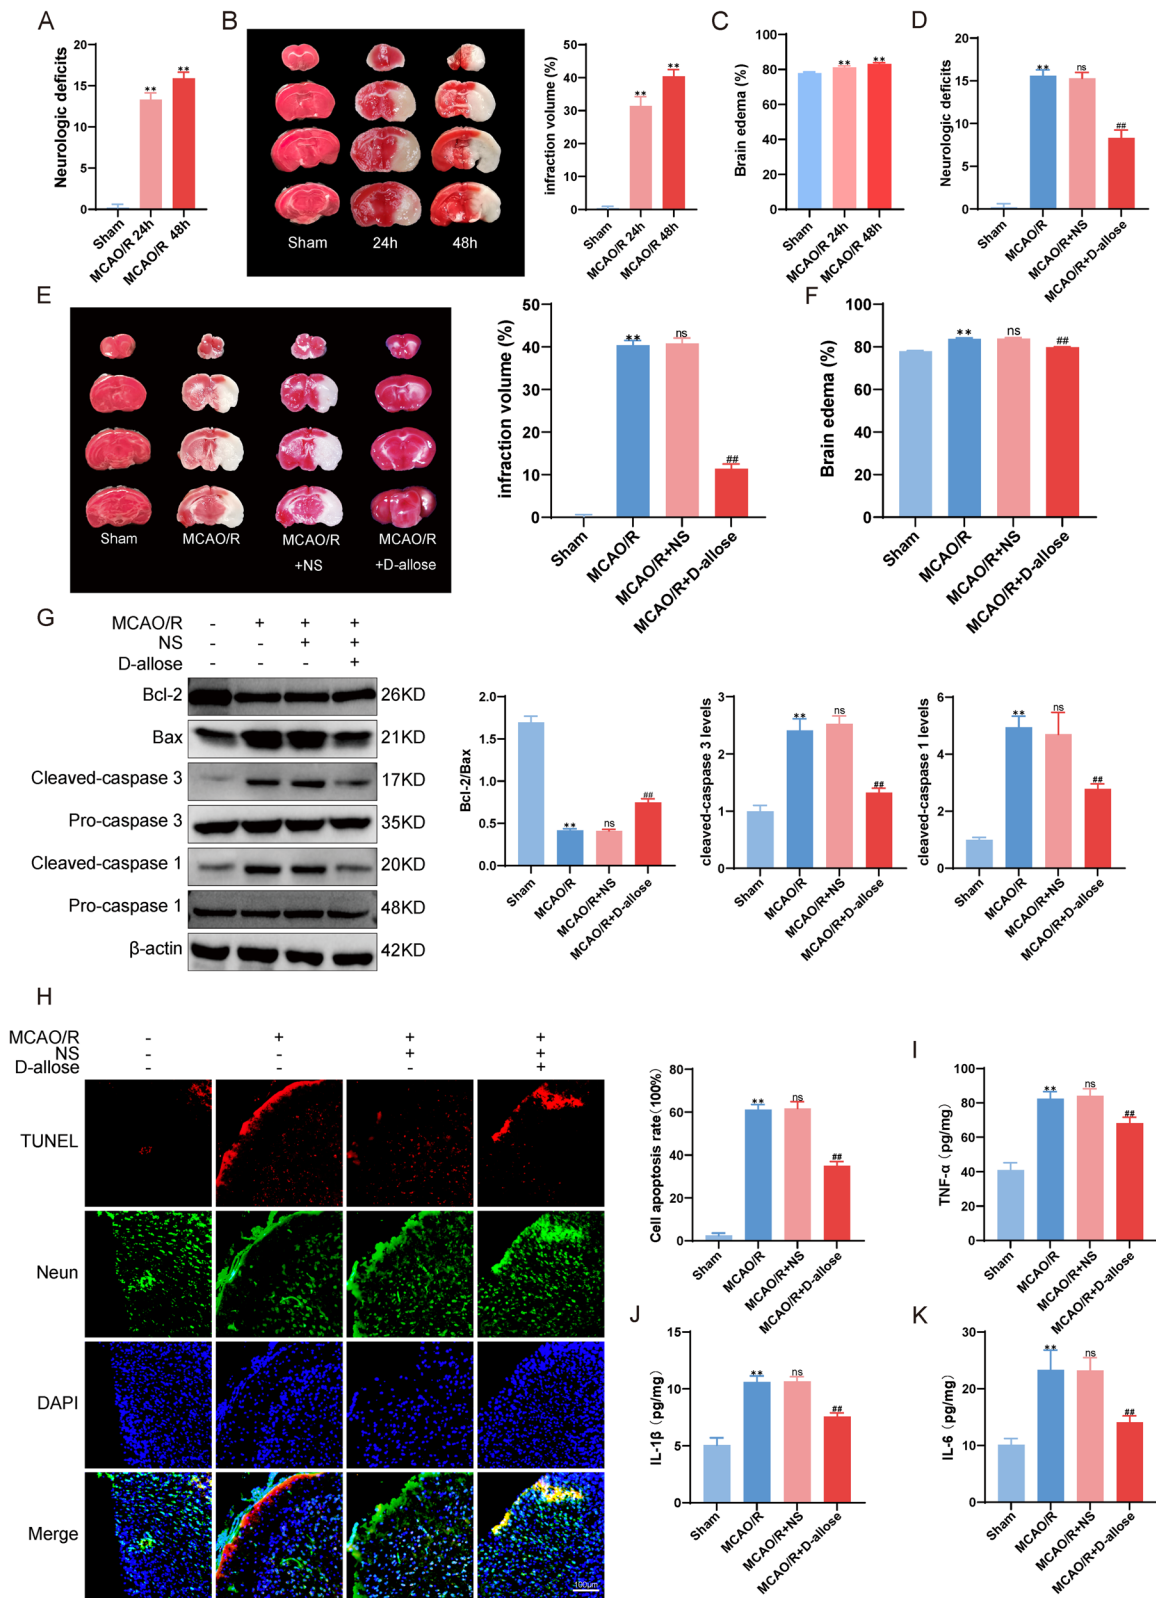 A
Neurologic deficits
20
15
10
5
0
**
**
Sham
MCAO/R 24h
MCAO/R 48h
B
Sham
24h
48h
infraction volume (%)
50
40
30
20
10
0
**
**
Sham
MCAO/R 24h
MCAO/R 48h
C
Brain edema (%)
100
80
60
40
20
0
**
**
Sham
MCAO/R 24h
MCAO/R 48h
D
Neurologic deficits
20
15
10
5
0
**
ns
##
Sham
MCAO/R
MCAO/R+NS
MCAO/R+D-allose
E
Sham
MCAO/R
MCAO/R
+NS
MCAO/R
+D-allose
infraction volume (%)
50
40
30
20
10
0
**
ns
##
Sham
MCAO/R
MCAO/R+NS
MCAO/R+D-allose
F
Brain edema (%)
100
80
60
40
20
0
**
ns
##
Sham
MCAO/R
MCAO/R+NS
MCAO/R+D-allose
G
MCAO/R - + + +
NS - - + +
D-allose - - - +
Bcl-2 26KD
Bax 21KD
Cleaved-caspase 3 17KD
Pro-caspase 3 35KD
Cleaved-caspase 1 20KD
Pro-caspase 1 48KD
β-actin 42KD
Bcl-2/Bax
2.0
1.5
1.0
0.5
0.0
**
ns
##
Sham
MCAO/R
MCAO/R+NS
MCAO/R+D-allose
cleaved-caspase 3 levels
3
2
1
0
**
ns
##
Sham
MCAO/R
MCAO/R+NS
MCAO/R+D-allose
cleaved-caspase 1 levels
6
4
2
0
**
ns
##
Sham
MCAO/R
MCAO/R+NS
MCAO/R+D-allose
H
MCAO/R - + + +
NS - - + +
D-allose - - - +
TUNEL
Neun
DAPI
Merge
100μm
Cell apoptosis rate（100%）
80
60
40
20
0
**
ns
##
Sham
MCAO/R
MCAO/R+NS
MCAO/R+D-allose
I
TNF-α（pg/mg）
100
80
60
40
20
0
**
ns
##
Sham
MCAO/R
MCAO/R+NS
MCAO/R+D-allose
J
IL-1β（pg/mg）
15
10
5
0
**
ns
##
Sham
MCAO/R
MCAO/R+NS
MCAO/R+D-allose
K
IL-6（pg/mg）
30
20
10
0
**
ns
##
Sham
MCAO/R
MCAO/R+NS
MCAO/R+D-allose